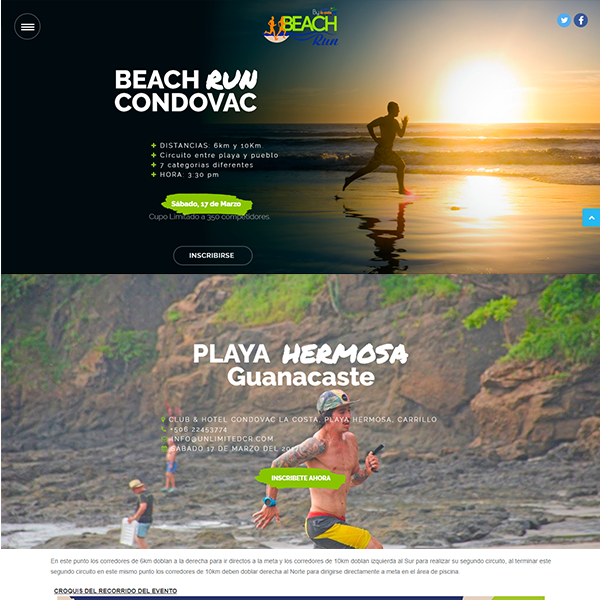 By la costa
BEACH
Run
BEACH RUN
CONDOVAC
DISTANCIAS: 6km y 10Km.
Circuito entre playa y pueblo
7 categorias diferentes
HORA: 3:30 pm
Sábado, 17 de Marzo
Cupo Limitado a 350 competidores.
INSCRIBIRSE
PLAYA HERMOSA
Guanacaste
CLUB & HOTEL CONDOVAC LA COSTA, PLAYA HERMOSA, CARRILLO
+506 22453774
INFO@UNLIMITEDCR.COM
SÁBADO 17 DE MARZO DEL 2017
INSCRIBETE AHORA
En este punto los corredores de 6km doblan a la derecha para ir directos a la meta y los corredores de 10km doblan izquierda al Sur para realizar su segundo circuito, al terminar este
segundo circuito en este mismo punto los corredores de 10km deben doblar derecha al Norte para dirigirse directamente a meta en el área de piscina.
CROQUIS DEL RECORRIDO DEL EVENTO